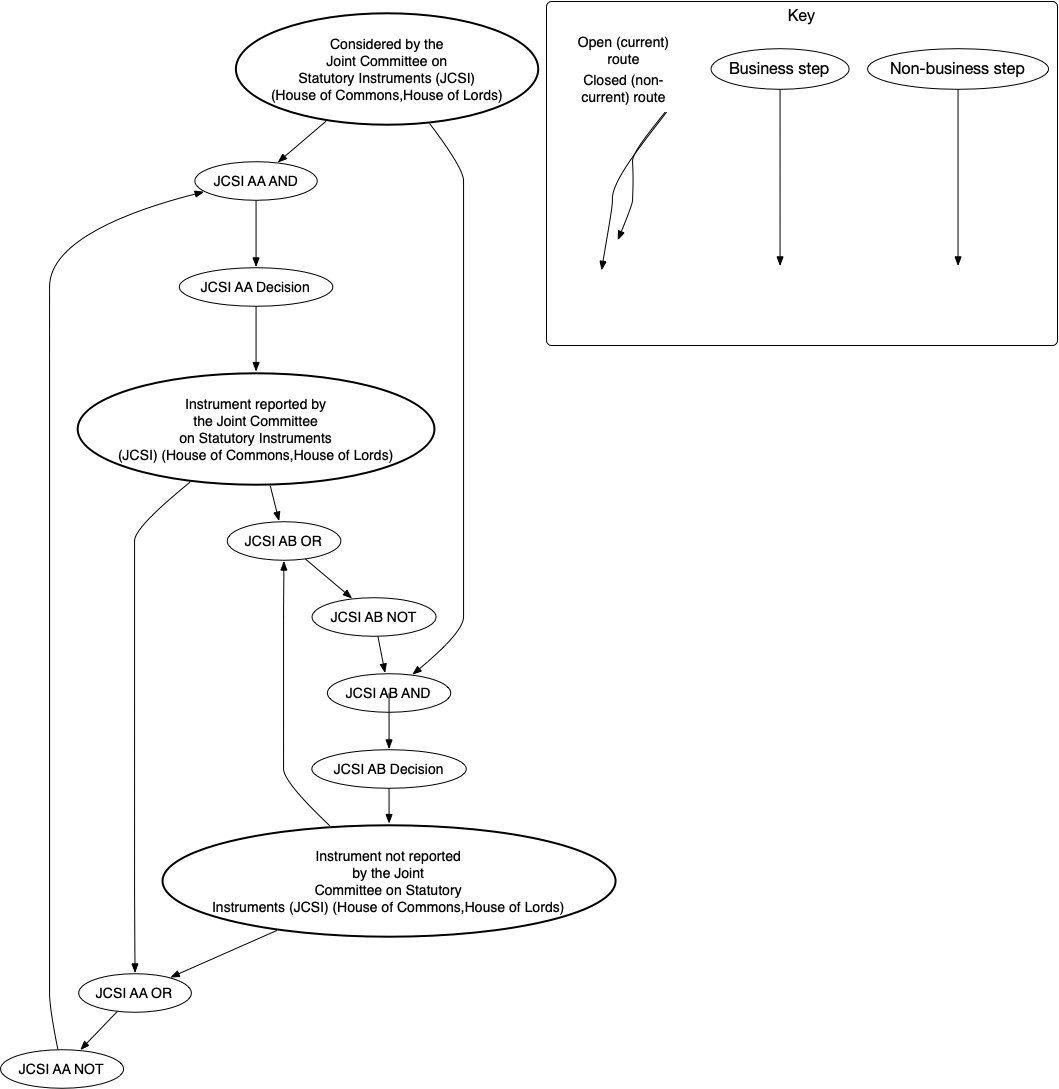 Considered by the
Joint Committee on
Statutory Instruments (JCSI)
(House of Commons,House of Lords)
JCSI AA AND
JCSI AA Decision
Instrument reported by
the Joint Committee
on Statutory Instruments
(JCSI) (House of Commons,House of Lords)
JCSI AB OR
JCSI AB NOT
JCSI AB AND
JCSI AB Decision
Instrument not reported
by the Joint
Committee on Statutory
Instruments (JCSI) (House of Commons,House of Lords)
JCSI AA OR
JCSI AA NOT
Key
Open (current)
route
Closed (non-
current) route
Business step
Non-business step